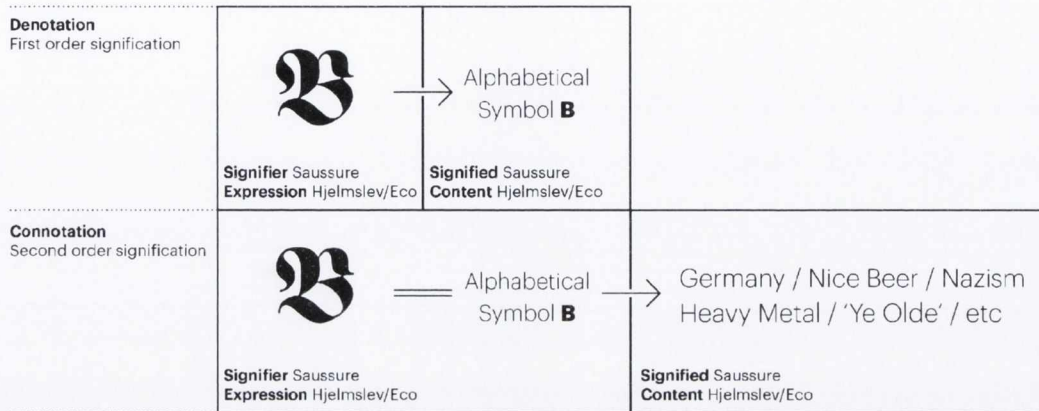 Denotation
First order signification
𝕭
Alphabetical
Symbol B
Signifier Saussure
Expression Hjelmslev/Eco
Signified Saussure
Content Hjelmslev/Eco
Connotation
Second order signification
𝕭
Alphabetical
Symbol B
Germany / Nice Beer / Nazism
Heavy Metal / ‘Ye Olde’ / etc
Signifier Saussure
Expression Hjelmslev/Eco
Signified Saussure
Content Hjelmslev/Eco